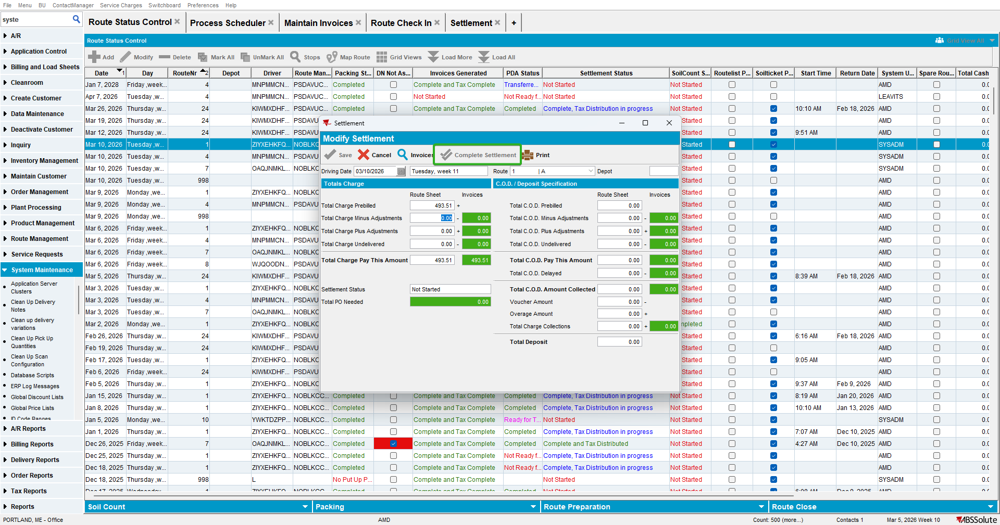 File Menu BU ContactManager Service Charges Switchboard Preferences Help
syste
Route Status Control Process Scheduler Maintain Invoices Route Check In Settlement +
Route Status Control Grid View All
Add Modify Delete Mark All UnMark All Stops Map Route Grid Views Load More Load All
Date 1 Day RouteNr 2 Depot Driver Route Man... Packing St... DN Not As... Invoices Generated PDA Status Settlement Status SoilCount S... Routelist P... Soilticket P... Start Time Return Date System U... Spare Rou... Total Cash
Jan 7, 2028 Friday ,week... 4 MNPMMCN... PSDAVUC... Completed Complete and Tax Complete Transferre... Not Started Not Started AMD 0.0
Apr 7, 2026 Tuesday ,w... 4 MNPMMCN... PSDAVUC... Completed Not Started Not Ready f... Not Started Not Started LEAVITS 0.0
Mar 26, 2026 Thursday ,w... 24 KIWMXDHF... PSDAVUC... Completed Complete and Tax Complete Completed Complete, Tax Distribution in progress Not Started 10:10 AM Feb 18, 2026 AMD 0.0
Mar 19, 2026 Thursday ,w... 24 KIWMXDHF... PSDAVU Started AMD 0.0
Mar 12, 2026 Thursday ,w... 24 KIWMXDHF... PSDAVU Started 9:51 AM AMD 0.0
Mar 10, 2026 Tuesday ,w... 1 ZIYXEHKFQ... NOBLKC Started SYSADM 0.0
Mar 10, 2026 Tuesday ,w... 4 MNPMMCN... PSDAVU Started SYSADM 0.0
Mar 10, 2026 Tuesday ,w... 7 OAQJNMKL... NOBLKC Started SYSADM 0.0
Mar 10, 2026 Tuesday ,w... 998 Started AMD 0.0
Mar 9, 2026 Monday ,we... 1 ZIYXEHKFQ... NOBLKC Started AMD 0.0
Mar 9, 2026 Monday ,we... 4 MNPMMCN... PSDAVU Started AMD 0.0
Mar 9, 2026 Monday ,we... 998 Started AMD 0.0
Mar 6, 2026 Friday ,week... 1 ZIYXEHKFQ... NOBLKC Started AMD 0.0
Mar 6, 2026 Friday ,week... 4 MNPMMCN... PSDAVU Started AMD 0.0
Mar 6, 2026 Friday ,week... 7 OAQJNMKL... NOBLKC Started AMD 0.0
Mar 6, 2026 Friday ,week... 8 WJQOODN... PSDAVU Started AMD 0.0
Mar 5, 2026 Thursday ,w... 24 KIWMXDHF... PSDAVU Started 8:39 AM Feb 18, 2026 AMD 0.0
Mar 3, 2026 Tuesday ,w... 1 ZIYXEHKFQ... NOBLKC Started AMD 0.0
Mar 3, 2026 Tuesday ,w... 4 MNPMMCN... PSDAVU Started AMD 0.0
Mar 3, 2026 Tuesday ,w... 7 OAQJNMKL... NOBLKC Started AMD 0.0
Mar 2, 2026 Monday ,we... 1 ZIYXEHKFQ... NOBLKC mpleted AMD 0.0
Feb 26, 2026 Thursday ,w... 24 KIWMXDHF... PSDAVU Started 6:16 AM Feb 18, 2026 AMD 0.0
Feb 19, 2026 Thursday ,w... 24 KIWMXDHF... PSDAVU Started AMD 0.0
Feb 17, 2026 Tuesday ,w... 1 ZIYXEHKFQ... NOBLKC Started 9:05 AM AMD 0.0
Feb 6, 2026 Friday ,week... 24 KIWMXDHF... PSDAVU Started AMD 0.0
Feb 5, 2026 Thursday ,w... 1 ZIYXEHKFQ... NOBLKC Started 9:37 AM Feb 9, 2026 AMD 0.0
Jan 15, 2026 Thursday ,w... 1 ZIYXEHKFQ... NOBLKCC... Completed Complete and Tax Complete Completed Complete, Tax Distribution in progress Not Started 8:19 AM Jan 20, 2026 AMD 0.0
Jan 8, 2026 Thursday ,w... 1 ZIYXEHKFQ... NOBLKCC... Completed Complete and Tax Complete Completed Complete, Tax Distribution in progress Not Started 10:10 AM Jan 13, 2026 AMD 0.0
Jan 5, 2026 Monday ,we... 10 YWKTDZPP... NOBLKCC... Completed Complete and Tax Complete Ready for T... Not Started Not Started SYSADM 0.0
Jan 1, 2026 Thursday ,w... 1 ZIYXEHKFQ... NOBLKCC... Completed Complete and Tax Complete Completed Complete, Tax Distribution in progress Not Started 7:07 AM Dec 10, 2025 AMD 0.0
Dec 26, 2025 Friday ,week... 7 OAQJNMKL... NOBLKCC... Completed Complete and Tax Complete Completed Complete and Tax Distributed Not Started 4:27 AM Dec 10, 2025 AMD 0.0
Dec 25, 2025 Thursday ,w... 1 ZIYXEHKFQ... NOBLKCC... Completed Complete and Tax Complete Not Ready f... Complete, Tax Distribution in progress Not Started AMD 0.0
Dec 18, 2025 Thursday ,w... 1 ZIYXEHKFQ... NOBLKCC... Completed Complete and Tax Complete Not Ready f... Complete, Tax Distribution in progress Not Started AMD 0.0
Dec 18, 2025 Thursday ,w... 998 L No Put Up P... Complete and Tax Complete Not Started Not Started SYSADM 0.0
Dec 17, 2025 Wednesday 1 ZIYXEHKFQ... NOBLKCC... Completed Complete and Tax Complete Completed Not Started Not Started 6:08 AM Dec 9, 2025 AMD 0.0
A/R
Application Control
Billing and Load Sheets
Cleanroom
Create Customer
Data Maintenance
Deactivate Customer
Inquiry
Inventory Management
Maintain Customer
Order Management
Plant Processing
Product Management
Route Management
Service Requests
System Maintenance
Application Server
Clusters
Clean Up Delivery
Notes
Clean up delivery
variations
Clean Up Pick Up
Quantities
Clean Up Scan
Configuration
Database Scripts
ERP Log Messages
Global Discount Lists
Global Price Lists
ID Code Ranges
A/R Reports
Billing Reports
Delivery Reports
Order Reports
Tax Reports
Reports
Settlement
Modify Settlement
Save Cancel Invoices Complete Settlement Print
Driving Date 03/10/2026 16 Tuesday, week 11 Route 1 | A Depot
Totals Charge C.O.D. / Deposit Specification
Route Sheet Invoices Route Sheet Invoices
Total Charge Prebilled 493.51 + Total C.O.D. Prebilled 0.00
Total Charge Minus Adjustments 0.00 - 0.00 Total C.O.D. Minus Adjustments 0.00 - 0.00
Total Charge Plus Adjustments 0.00 + 0.00 Total C.O.D. Plus Adjustments 0.00 + 0.00
Total Charge Undelivered 0.00 - 0.00 Total C.O.D. Undelivered 0.00 - 0.00
Total Charge Pay This Amount 493.51 493.51 Total C.O.D. Pay This Amount 0.00 0.00
Total C.O.D. Delayed 0.00 - 0.00
Settlement Status Not Started Total C.O.D. Amount Collected 0.00 0.00
Total PO Needed 0.00 Voucher Amount 0.00 -
Overage Amount 0.00 +
Total Charge Collections 0.00 + 0.00
Total Deposit 0.00
Soil Count Packing Route Preparation Route Close
PORTLAND, ME - Office AMD Count: 500 (more...) Contacts 1 Mar 5, 2026 Week 10 ABSSolute